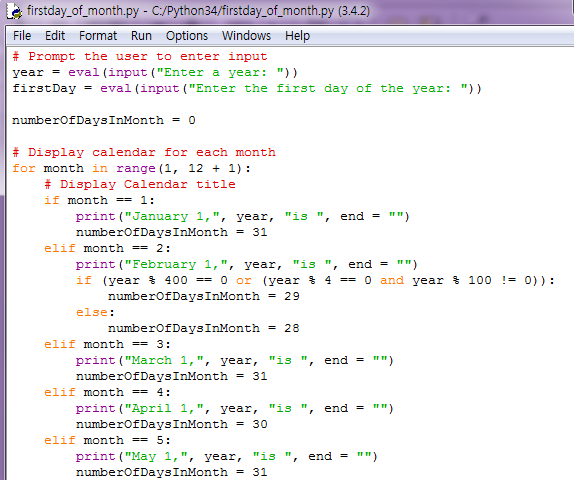 firstday_of_month.py - C:/Python34/firstday_of_month.py (3.4.2)
File Edit Format Run Options Windows Help
# Prompt the user to enter input
year = eval(input("Enter a year: "))
firstDay = eval(input("Enter the first day of the year: "))
numberOfDaysInMonth = 0
# Display calendar for each month
for month in range(1, 12 + 1):
    # Display Calendar title
    if month == 1:
        print("January 1,", year, "is ", end = "")
        numberOfDaysInMonth = 31
    elif month == 2:
        print("February 1,", year, "is ", end = "")
        if (year % 400 == 0 or (year % 4 == 0 and year % 100 != 0)):
            numberOfDaysInMonth = 29
        else:
            numberOfDaysInMonth = 28
    elif month == 3:
        print("March 1,", year, "is ", end = "")
        numberOfDaysInMonth = 31
    elif month == 4:
        print("April 1,", year, "is ", end = "")
        numberOfDaysInMonth = 30
    elif month == 5:
        print("May 1,", year, "is ", end = "")
        numberOfDaysInMonth = 31